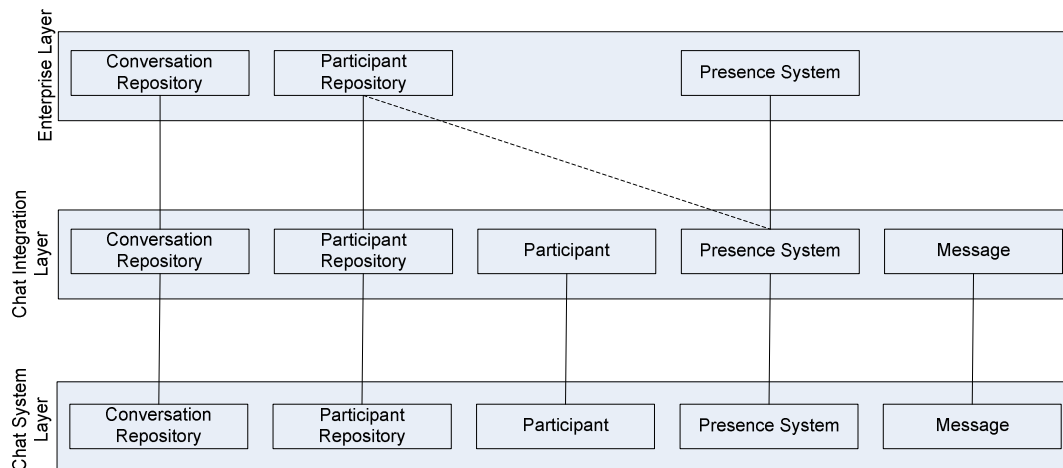 Enterprise Layer
Conversation
Repository
Participant
Repository
Presence System
Chat Integration
Layer
Conversation
Repository
Participant
Repository
Participant
Presence System
Message
Chat System
Layer
Conversation
Repository
Participant
Repository
Participant
Presence System
Message